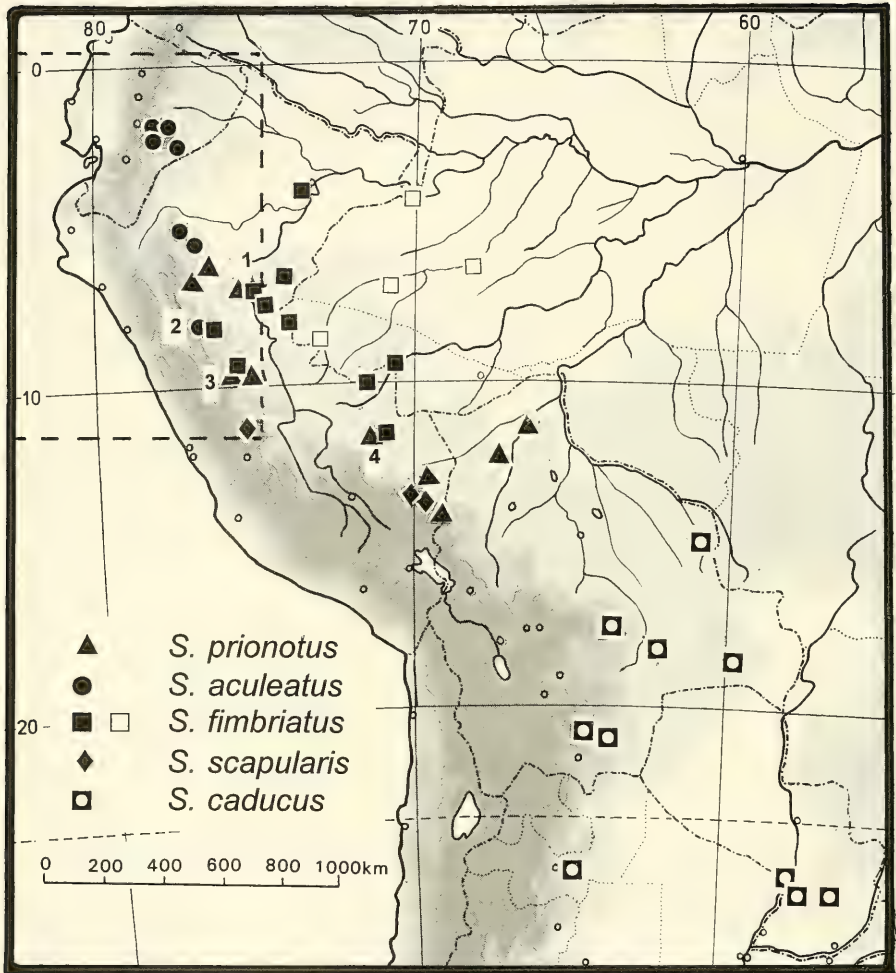 80 70 60
0
1
2
3
10
4
S. prionotus
S. aculeatus
20
S. fimbriatus
S. scapularis
S. caducus
0 200 400 600 800 1000km